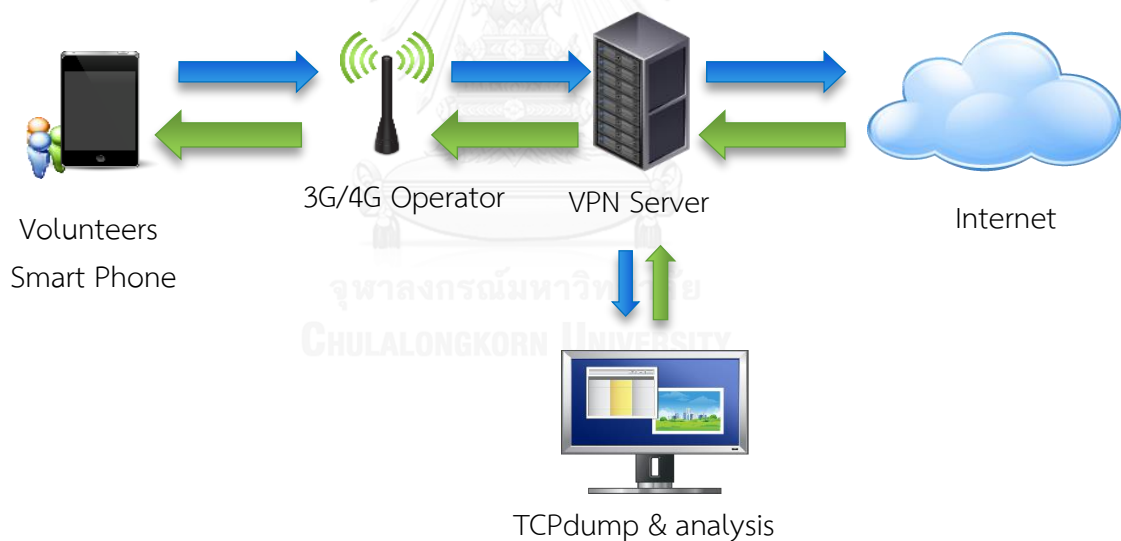 3G/4G Operator
VPN Server
Internet
Volunteers
Smart Phone
จุฬาลงกรณ์มหาวิทยาลัย
CHULALONGKORN UNIVERSITY
TCPdump & analysis